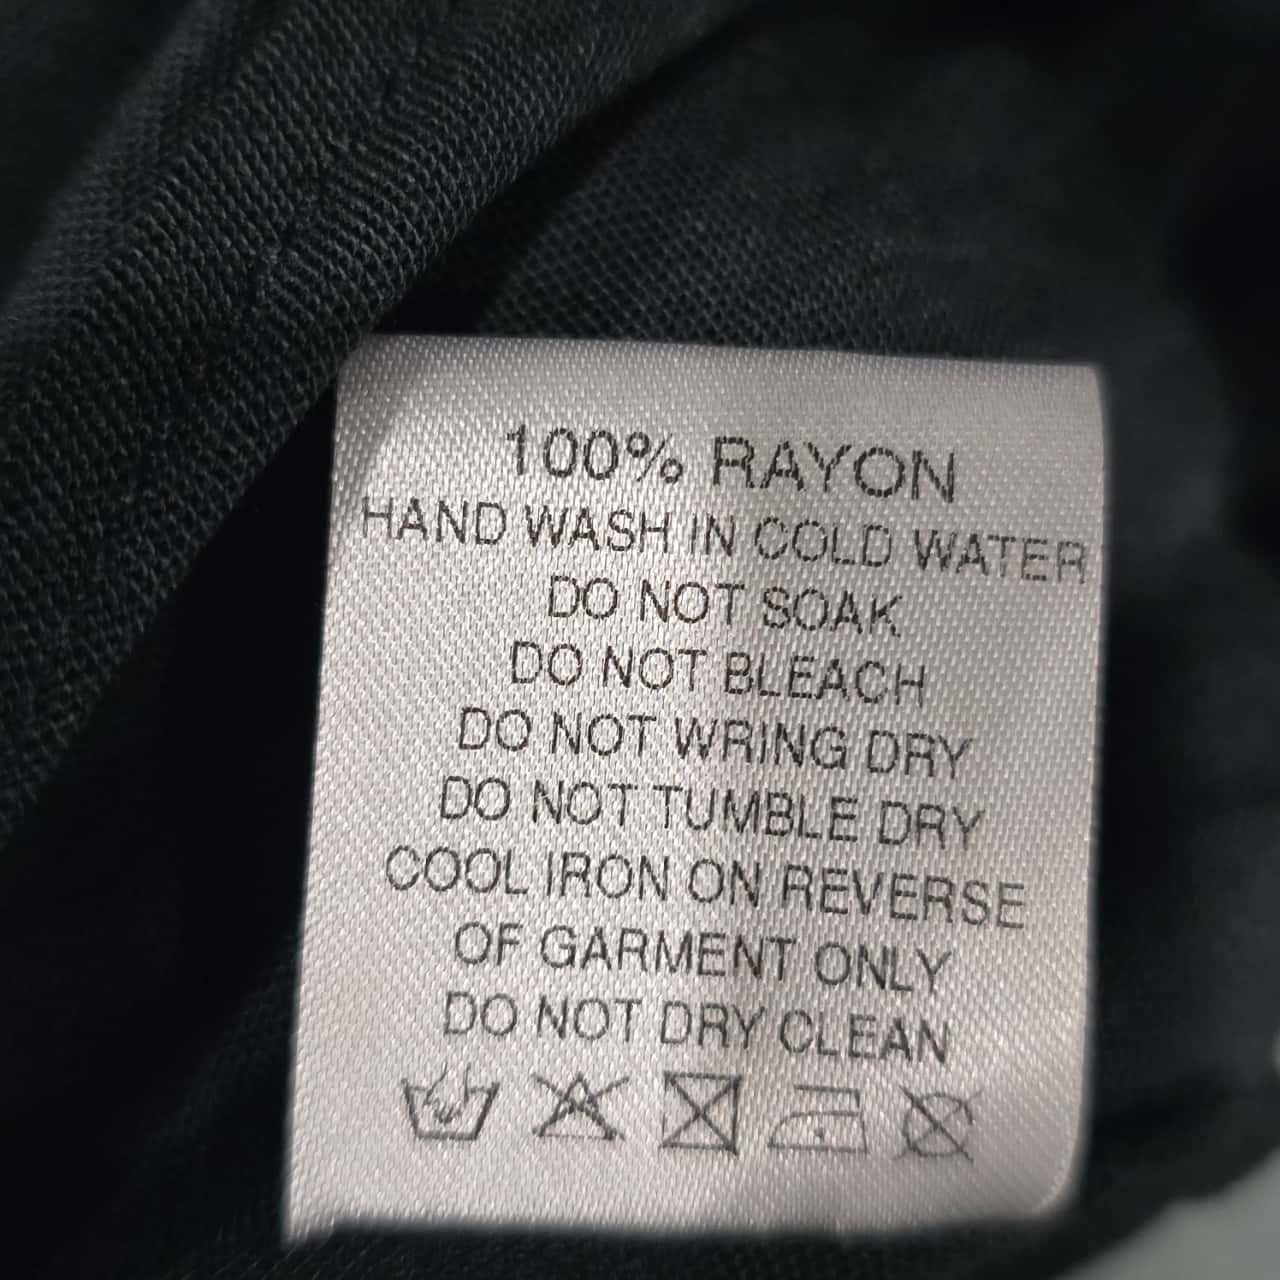 100% RAYON
HAND WASH IN COLD WATER
DO NOT SOAK
DO NOT BLEACH
DO NOT WRING DRY
DO NOT TUMBLE DRY
COOL IRON ON REVERSE
OF GARMENT ONLY
DO NOT DRY CLEAN